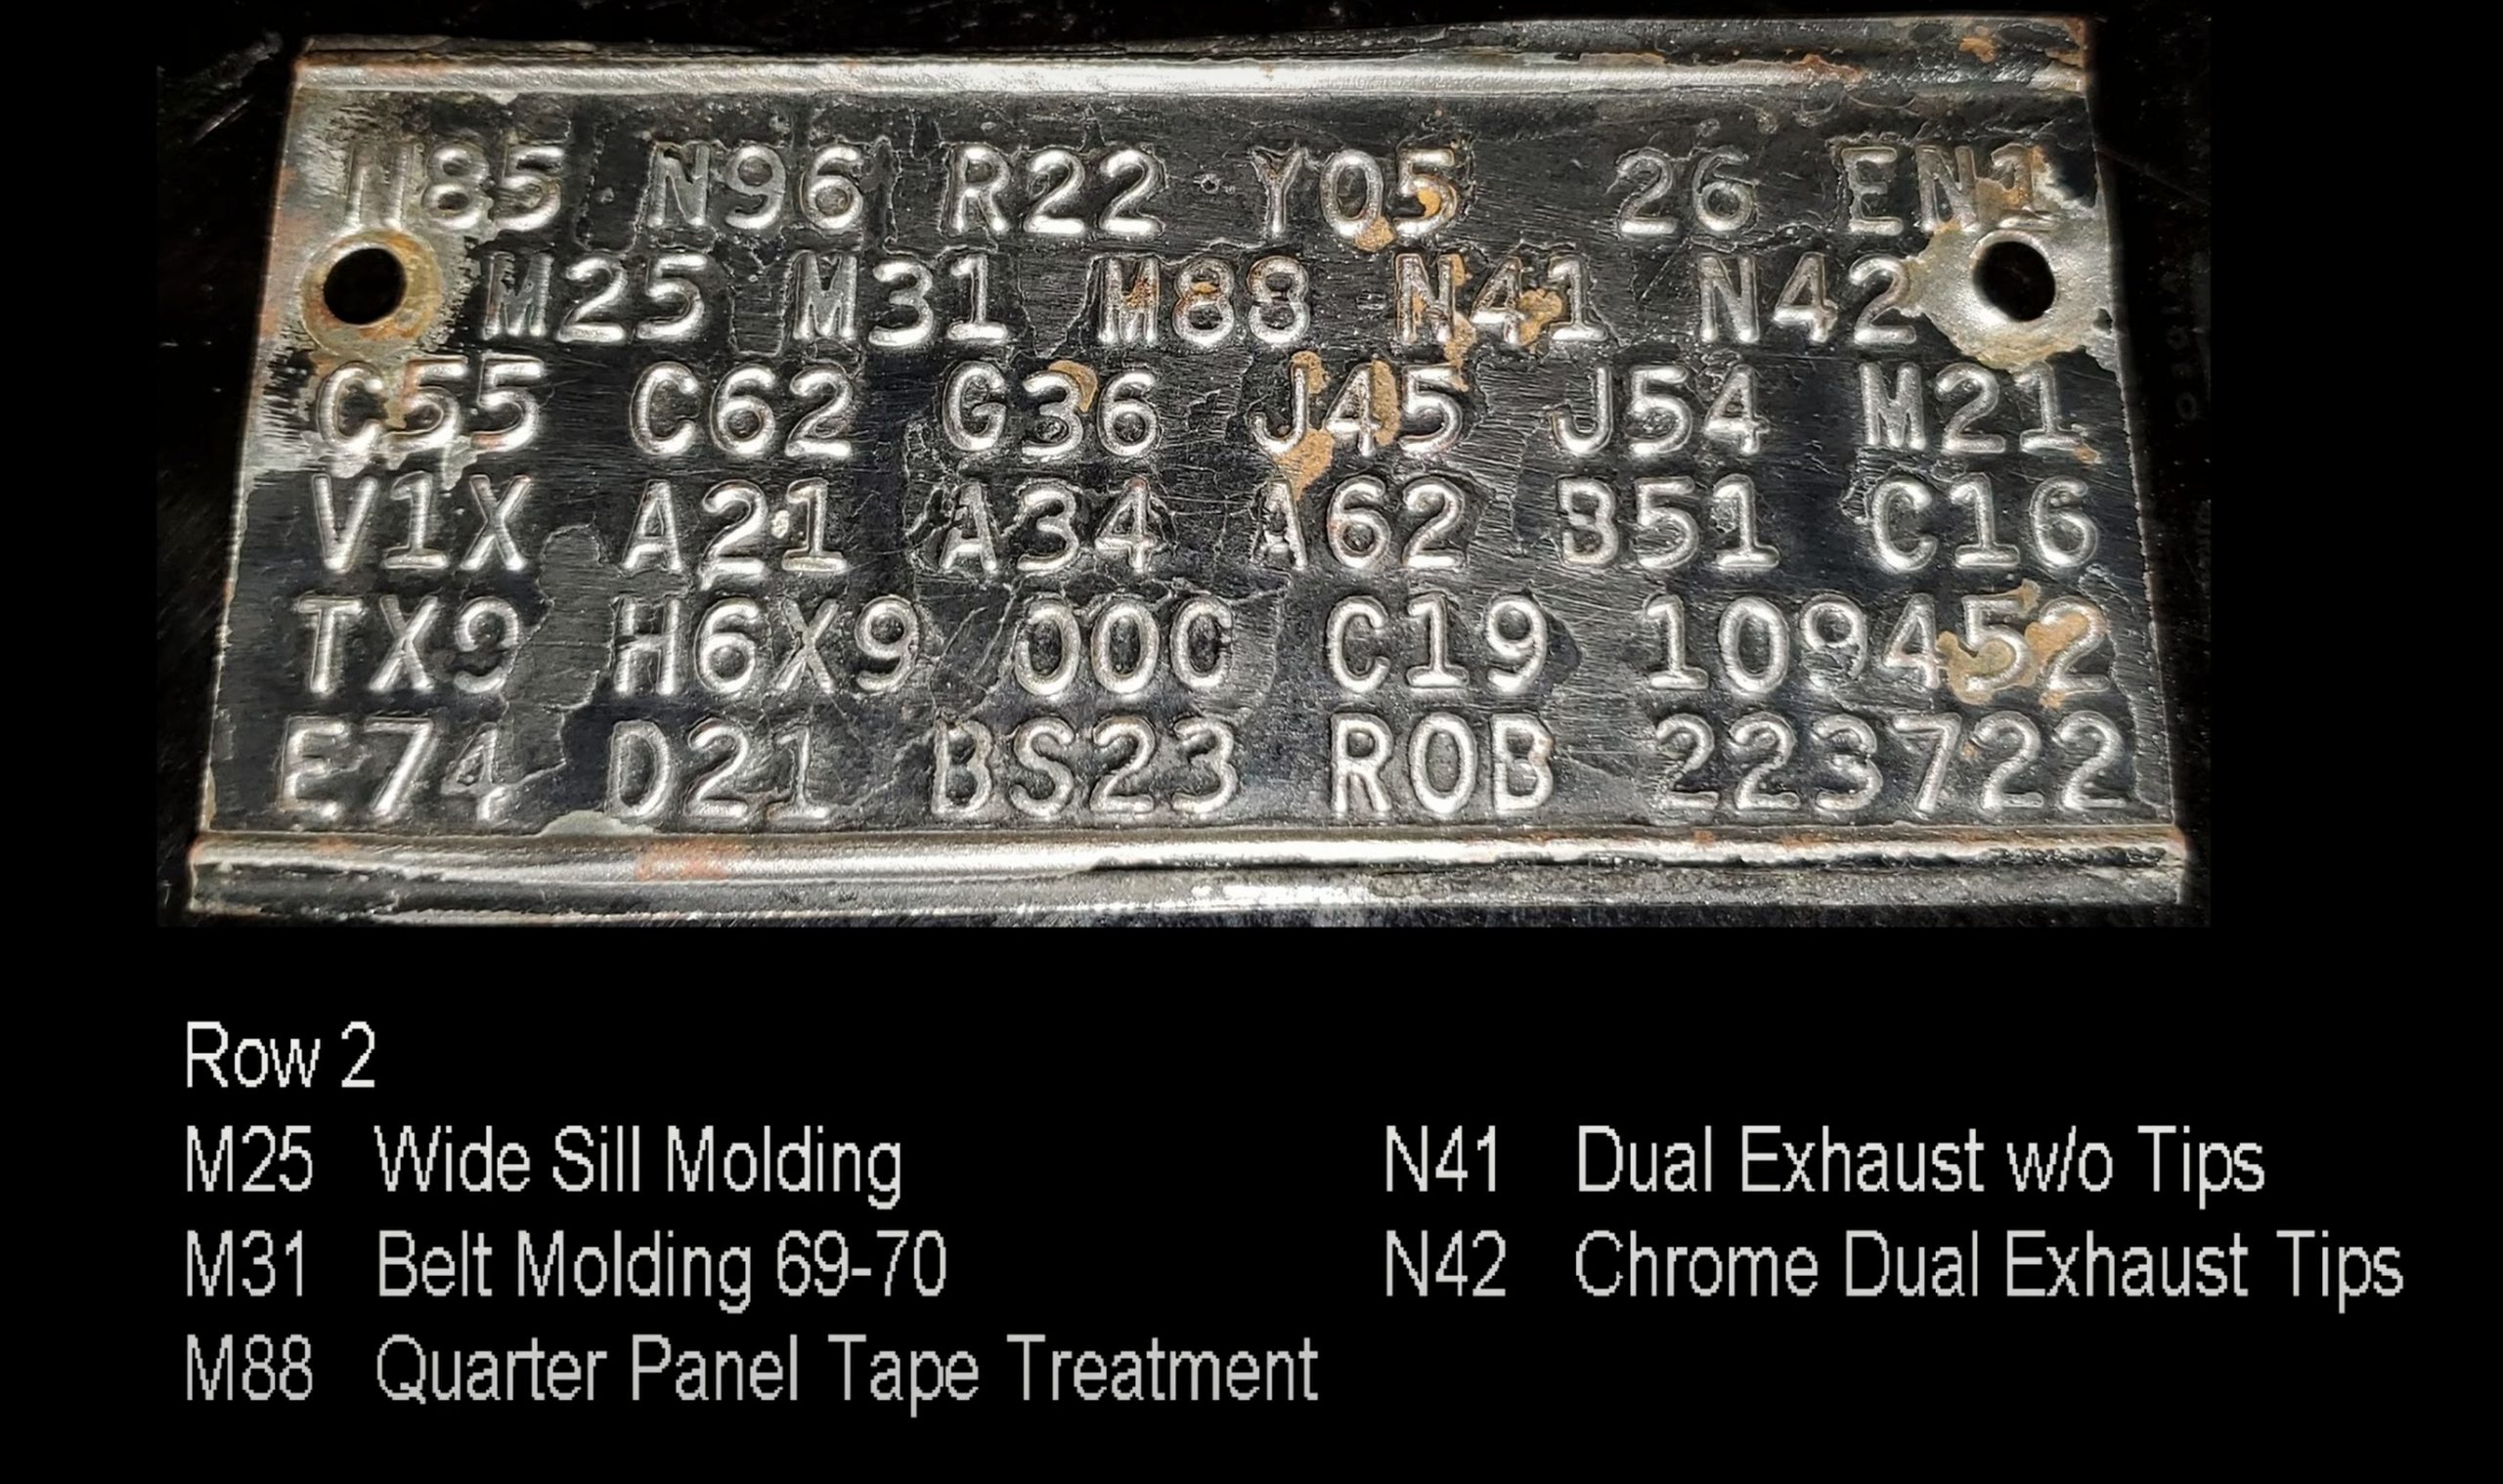 N85 N96 R22 Y05 26 EN1
M25 M31 M88 N41 N42
C55 C62 G36 J45 J54 M21
V1X A21 A34 A62 B51 C16
TX9 H6X9 000 C19 109452
E74 D21 BS23 R0B 223722
Row 2
M25 Wide Sill Molding
M31 Belt Molding 69-70
M88 Quarter Panel Tape Treatment
N41 Dual Exhaust w/o Tips
N42 Chrome Dual Exhaust Tips